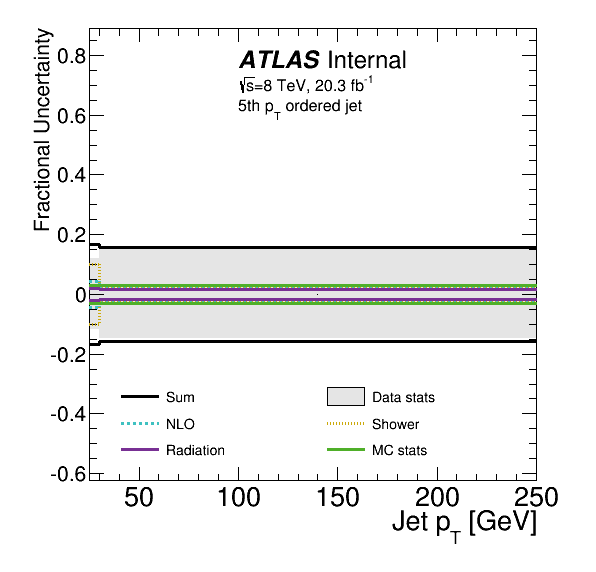 Fractional Uncertainty
0.8
0.6
0.4
0.2
0
-0.2
-0.4
-0.6
ATLAS Internal
√s=8 TeV, 20.3 fb⁻¹
5th p_T ordered jet
Sum
NLO
Radiation
Data stats
Shower
MC stats
50 100 150 200 250
Jet p_T [GeV]